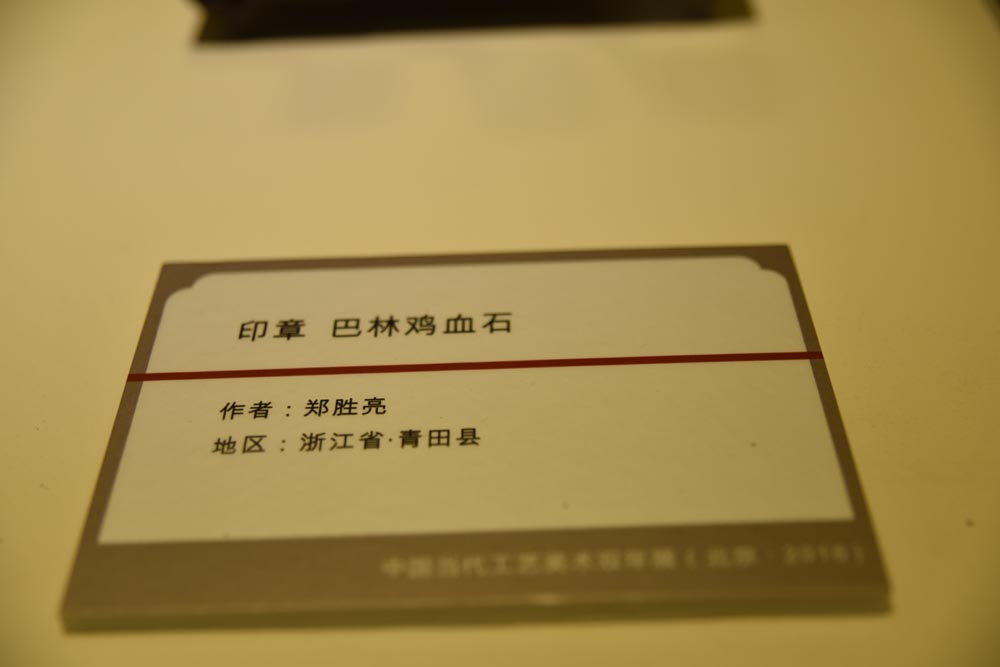 印章 巴林鸡血石
作者：郑胜亮
地区：浙江省·青田县
中国当代工艺美术双年展（北京·2016）